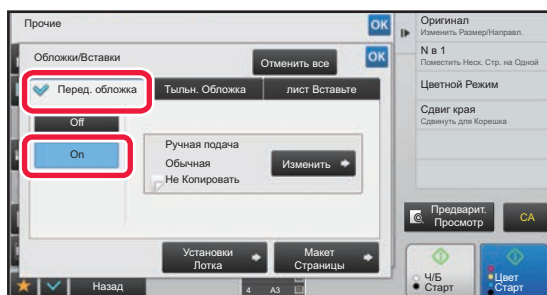 Прочие
OK
Обложки/Вставки
Отменить все
OK
Перед. обложка
Тыльн. Обложка
лист Вставьте
Off
On
Ручная подача
Обычная
Не Копировать
Изменить
Установки
Лотка
Макет
Страницы
Назад
4 A3
Оригинал
Изменить Размер/Направл.
N в 1
Поместить Неск. Стр. на Одной
Цветной Режим
Сдвиг края
Сдвинуть для Корешка
Предварит.
Просмотр
CA
Ч/Б
Старт
Цвет
Старт